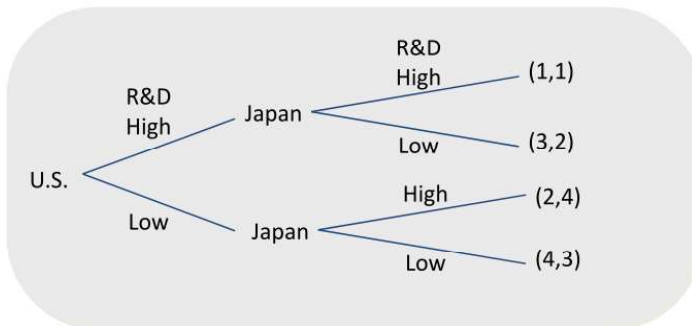 R&D
High
(1,1)
R&D
High
Japan
Low
(3,2)
U.S.
High
(2,4)
Low
Japan
Low
(4,3)